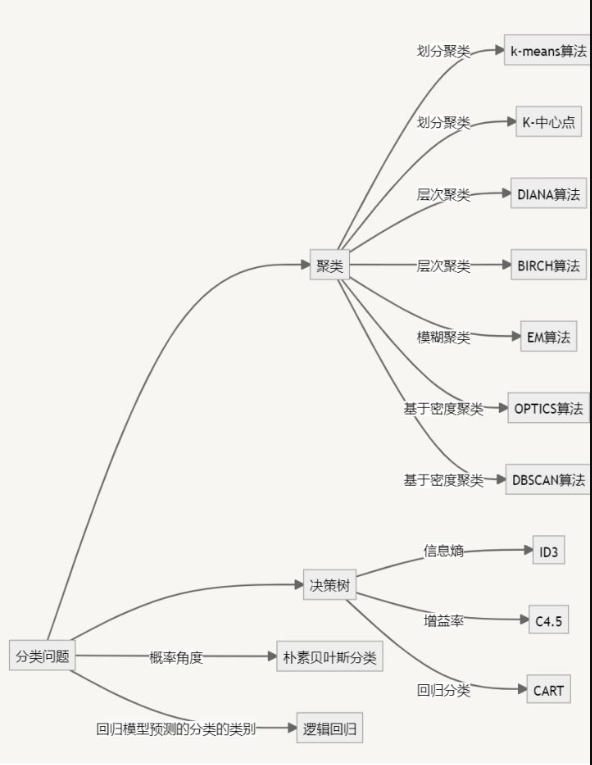 划分聚类
k-means算法
划分聚类
K-中心点
层次聚类
DIANA算法
聚类
层次聚类
BIRCH算法
模糊聚类
EM算法
基于密度聚类
OPTICS算法
基于密度聚类
DBSCAN算法
信息熵
ID3
决策树
增益率
C4.5
分类问题
概率角度
朴素贝叶斯分类
回归分类
CART
回归模型预测的分类的类别
逻辑回归